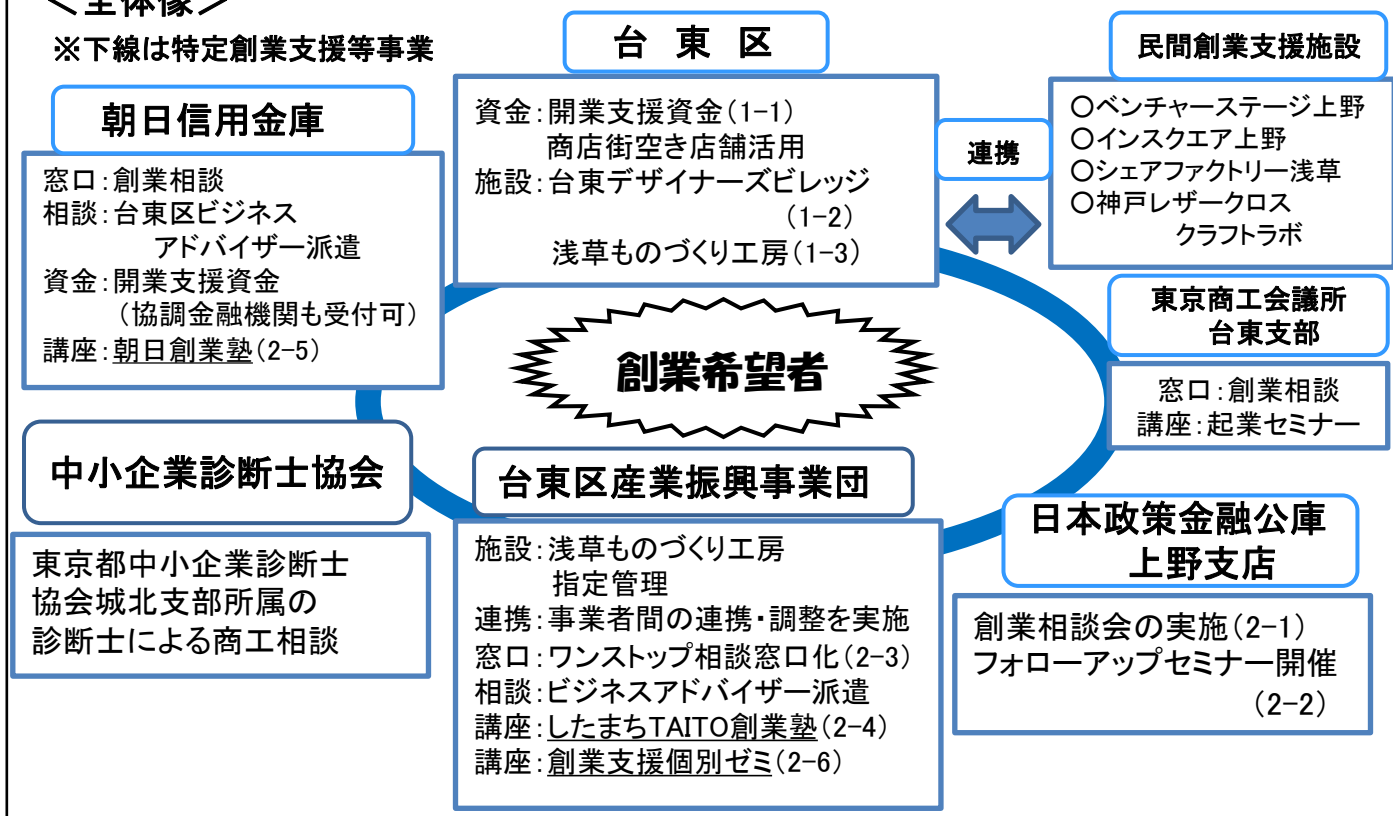 ＜全体像＞
※下線は特定創業支援等事業
台東区
資金：開業支援資金（1-1）
商店街空き店舗活用
施設：台東デザイナーズビレッジ
（1-2）
浅草ものづくり工房（1-3）
連携
民間創業支援施設
○ベンチャーステージ上野
○インスクエア上野
○シェアファクトリー浅草
○神戸レザークロス
クラフトラボ
朝日信用金庫
窓口：創業相談
相談：台東区ビジネス
アドバイザー派遣
資金：開業支援資金
（協調金融機関も受付可）
講座：朝日創業塾（2-5）
創業希望者
東京商工会議所
台東支部
窓口：創業相談
講座：起業セミナー
中小企業診断士協会
東京都中小企業診断士
協会城北支部所属の
診断士による商工相談
台東区産業振興事業団
施設：浅草ものづくり工房
指定管理
連携：事業者間の連携・調整を実施
窓口：ワンストップ相談窓口化（2-3）
相談：ビジネスアドバイザー派遣
講座：したまちTAITO創業塾（2-4）
講座：創業支援個別ゼミ（2-6）
日本政策金融公庫
上野支店
創業相談会の実施（2-1）
フォローアップセミナー開催
（2-2）